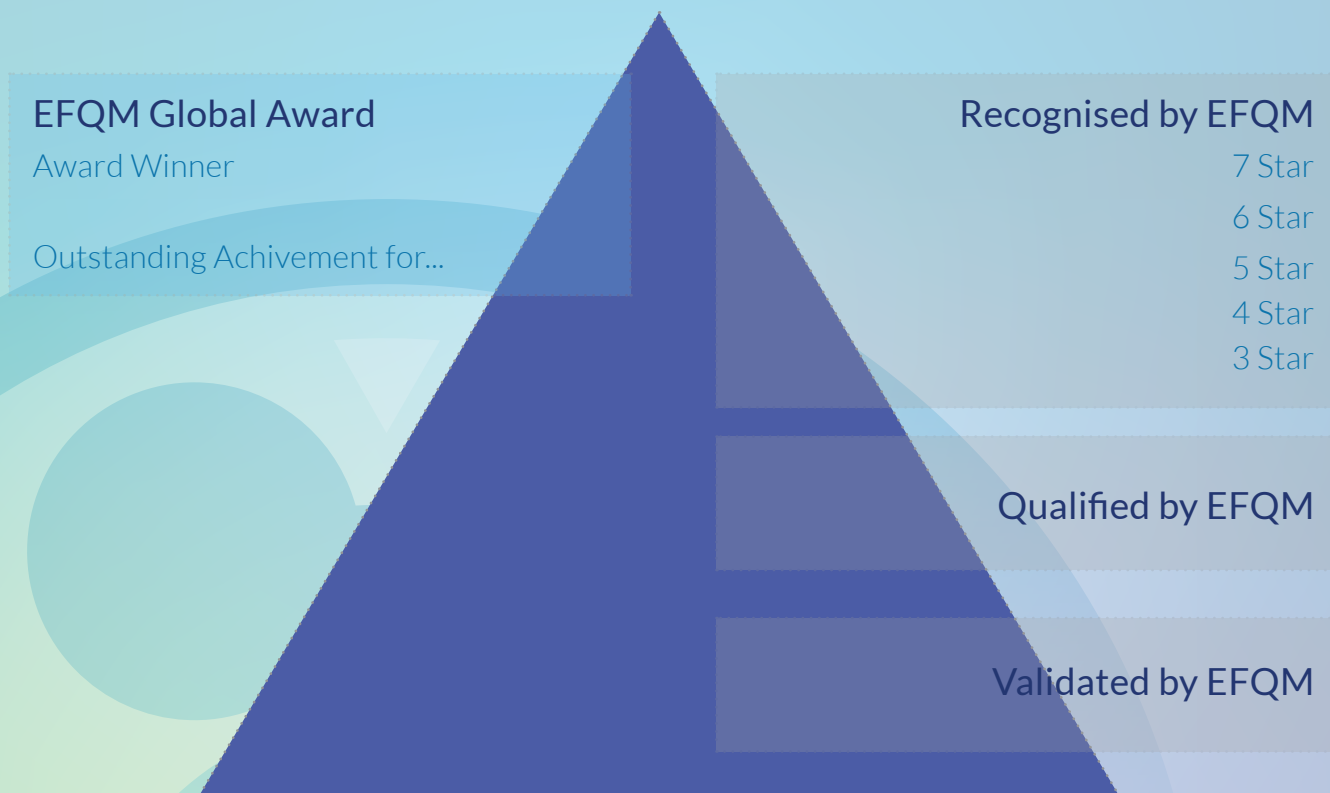 EFQM Global Award
Award Winner
Outstanding Achivement for...
Recognised by EFQM
7 Star
6 Star
5 Star
4 Star
3 Star
Qualified by EFQM
Validated by EFQM